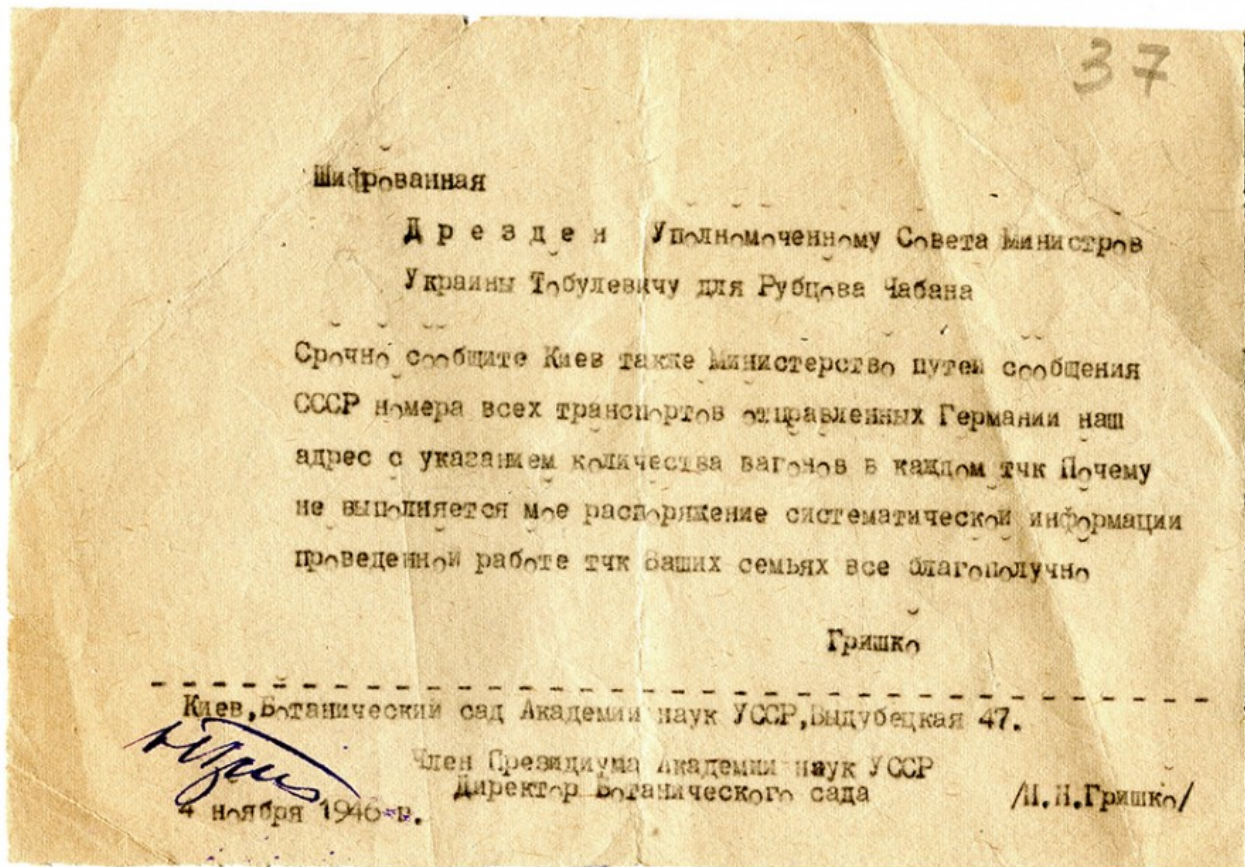 37
Шифрованная
Дрезден Уполномоченному Совета Министров
Украины Тобулевичу для Рубцова Чабана
Срочно сообщите Киев также Министерство путей сообщения
СССР номера всех транспортов отправленных Германии наш
адрес с указанием количества вагонов в каждом тчк Почему
не выполняется мое распоряжение систематической информации
проведенной работе тчк Ваших семьях все благополучно
Гришко
Киев,Ботанический сад Академии наук УССР,Выдубецкая 47.
Член Президиума Академии наук УССР
Директор Ботанического сада /Н.Н.Гришко/
4 ноября 1946 г.